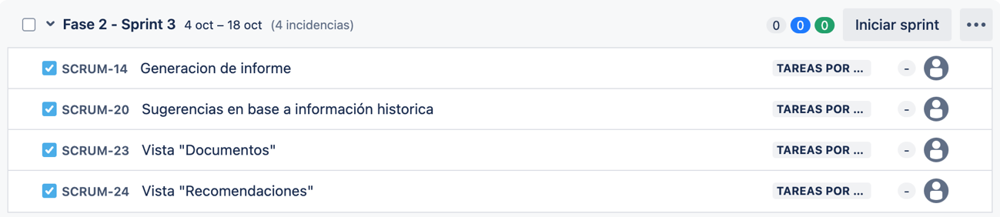 Fase 2 - Sprint 3 4 oct – 18 oct (4 incidencias) 0 0 0 Iniciar sprint
SCRUM-14 Generacion de informe TAREAS POR ... -
SCRUM-20 Sugerencias en base a información historica TAREAS POR ... -
SCRUM-23 Vista "Documentos" TAREAS POR ... -
SCRUM-24 Vista "Recomendaciones" TAREAS POR ... -